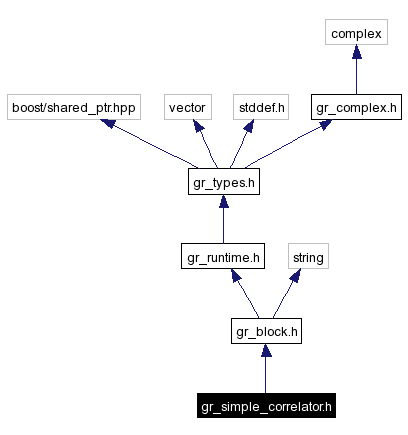 complex
boost/shared_ptr.hpp
vector
stddef.h
gr_complex.h
gr_types.h
gr_runtime.h
string
gr_block.h
gr_simple_correlator.h